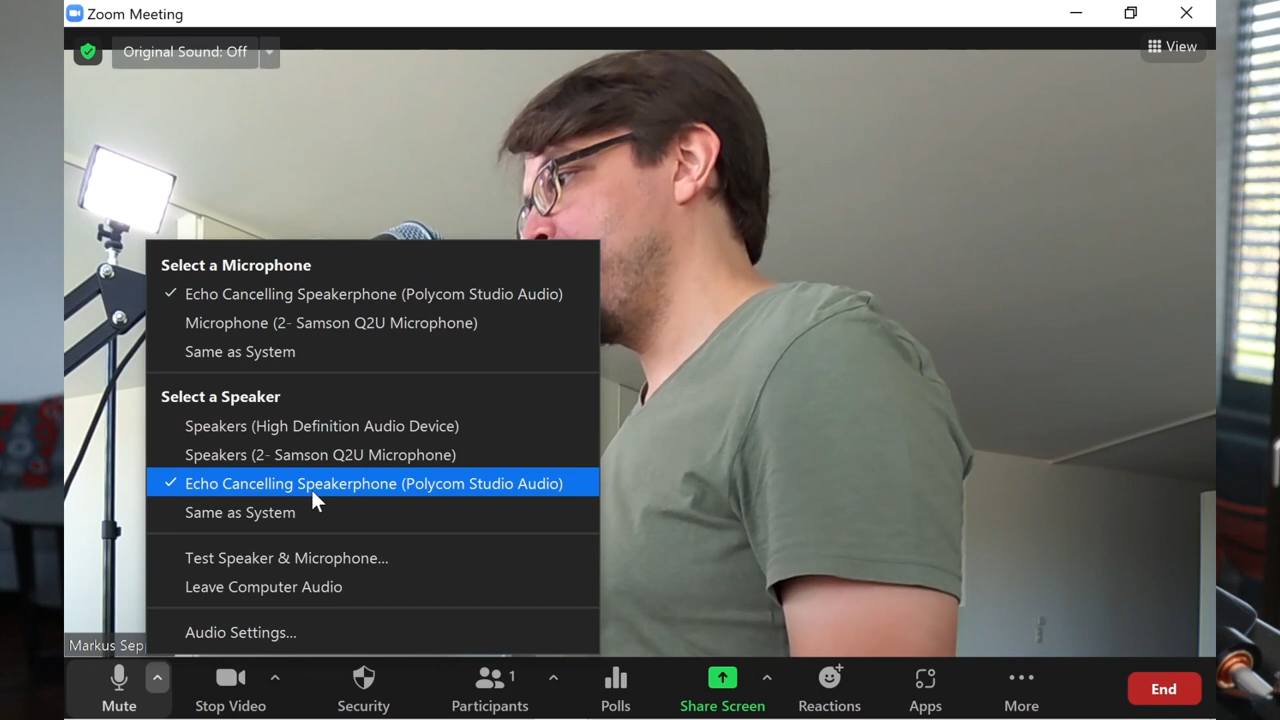 Zoom Meeting
Original Sound: Off
View
Select a Microphone
Echo Cancelling Speakerphone (Polycom Studio Audio)
Microphone (2- Samson Q2U Microphone)
Same as System
Select a Speaker
Speakers (High Definition Audio Device)
Speakers (2- Samson Q2U Microphone)
Echo Cancelling Speakerphone (Polycom Studio Audio)
Same as System
Test Speaker & Microphone...
Leave Computer Audio
Audio Settings...
Markus Sep
1
Mute
Stop Video
Security
Participants
Polls
Share Screen
Reactions
Apps
More
End